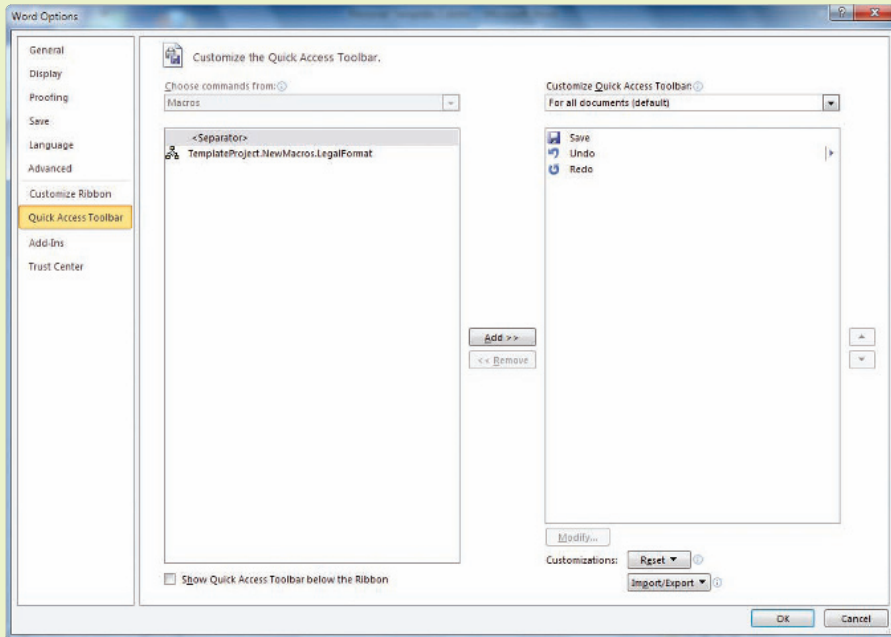 Word Options
General
Display
Proofing
Save
Language
Advanced
Customize Ribbon
Quick Access Toolbar
Add-Ins
Trust Center
Customize the Quick Access Toolbar.
Choose commands from:
Macros
<Separator>
TemplateProject.NewMacros.LegalFormat
Show Quick Access Toolbar below the Ribbon
Add >>
<< Remove
Customize Quick Access Toolbar:
For all documents (default)
Save
Undo
Redo
Modify...
Customizations:
Reset
Import/Export
OK
Cancel